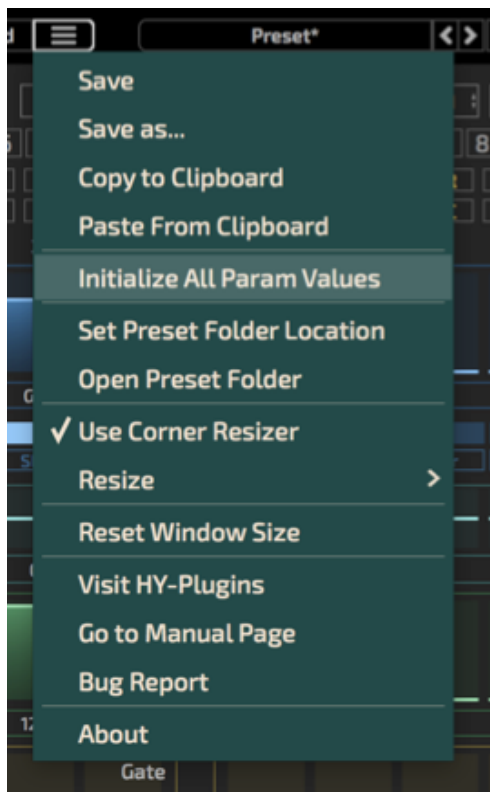 Preset*
Save
Save as...
Copy to Clipboard
Paste From Clipboard
Initialize All Param Values
Set Preset Folder Location
Open Preset Folder
Use Corner Resizer
Resize
Reset Window Size
Visit HY-Plugins
Go to Manual Page
Bug Report
About
Gate